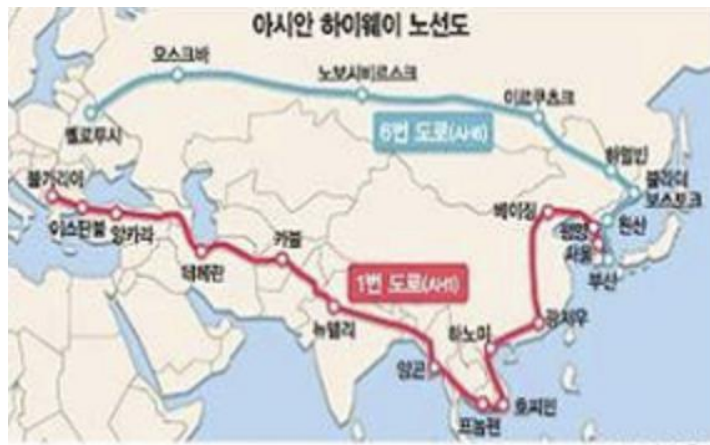 아시안 하이웨이 노선도
모스크바
노보시비르스크
이르쿠츠크
벨로루시
6번 도로(AH6)
하얼빈
블라디
보스토크
불가리아
이스탄불
앙카라
테헤란
카불
베이징
평양
원산
서울
부산
1번 도로(AH1)
뉴델리
하노이
광저우
양곤
프놈펜
호찌민